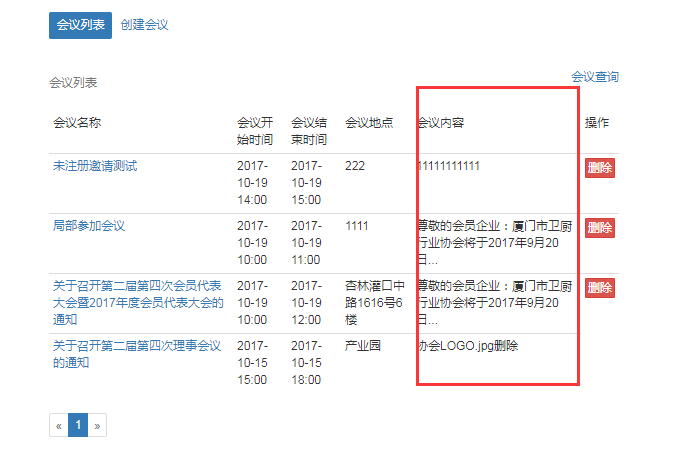 会议列表 创建会议
会议列表 会议查询
会议名称 会议开始时间 会议结束时间 会议地点 会议内容 操作
未注册邀请测试 2017-10-19 14:00 2017-10-19 15:00 222 11111111111 删除
局部参加会议 2017-10-19 10:00 2017-10-19 11:00 1111 尊敬的会员企业：厦门市卫厨行业协会将于2017年9月20日... 删除
关于召开第二届第四次会员代表大会暨2017年度会员代表大会的通知 2017-10-19 10:00 2017-10-19 12:00 杏林灌口中路1616号6楼 尊敬的会员企业：厦门市卫厨行业协会将于2017年9月20日... 删除
关于召开第二届第四次理事会议的通知 2017-10-15 15:00 2017-10-15 18:00 产业园 协会LOGO.jpg删除
« 1 »